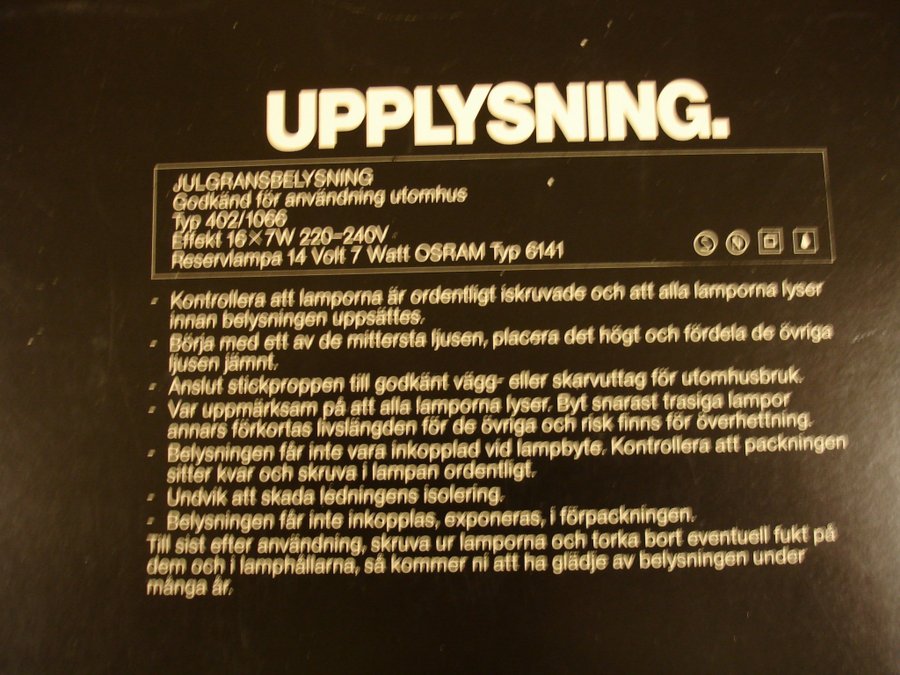 UPPLYSNING.
JULGRANSBELYSNING
Godkänd för användning utomhus
Typ 402/1066
Effekt 16×7W 220-240V
Reservlampa 14 Volt 7 Watt OSRAM Typ 6141
S N
- Kontrollera att lamporna är ordentligt iskruvade och att alla lamporna lyser
innan belysningen uppsättes.
- Börja med ett av de mittersta ljusen, placera det högt och fördela de övriga
ljusen jämnt.
- Anslut stickproppen till godkänt vägg- eller skarvuttag för utomhusbruk.
- Var uppmärksam på att alla lamporna lyser. Byt snarast trasiga lampor
annars förkortas livslängden för de övriga och risk finns för överhettning.
- Belysningen får inte vara inkopplad vid lampbyte. Kontrollera att packningen
sitter kvar och skruva i lampan ordentligt.
- Undvik att skada ledningens isolering.
- Belysningen får inte inkopplas, exponeras, i förpackningen.
Till sist efter användning, skruva ur lamporna och torka bort eventuell fukt på
dem och i lamphållarna, så kommer ni att ha glädje av belysningen under
många år.